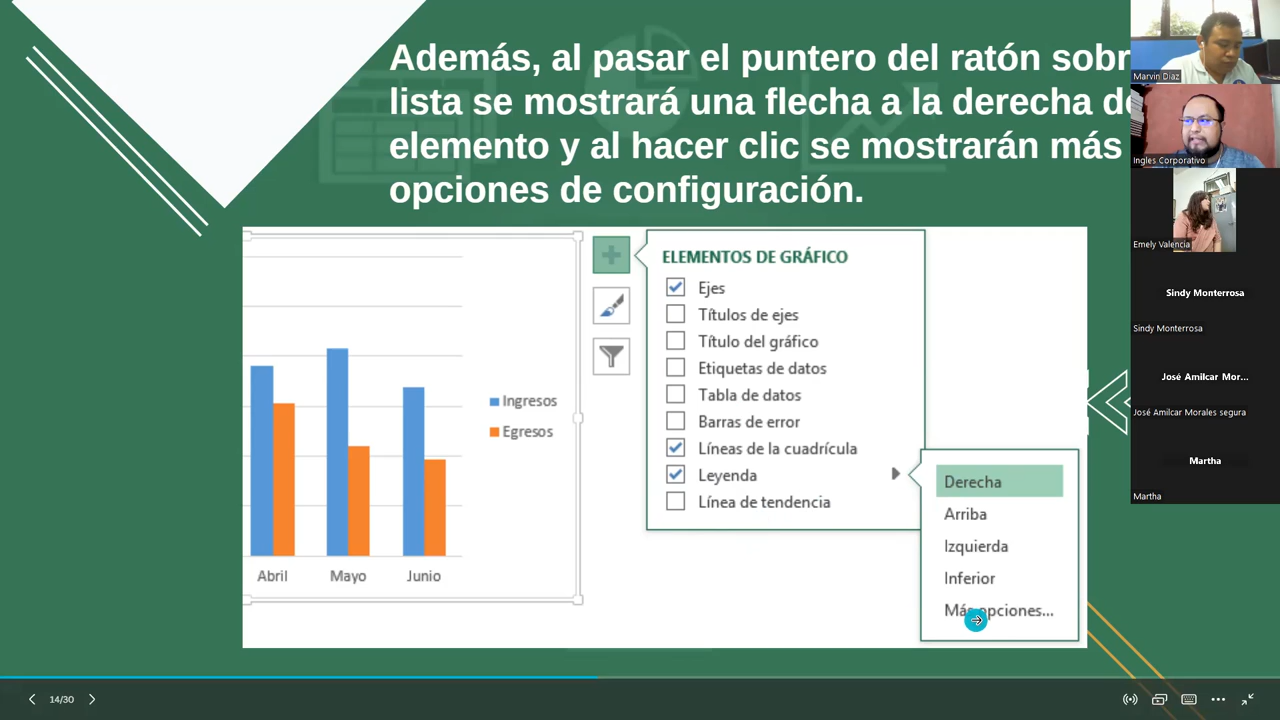 Además, al pasar el puntero del ratón sobr
lista se mostrará una flecha a la derecha d
elemento y al hacer clic se mostrarán más
opciones de configuración.
ELEMENTOS DE GRÁFICO
Ejes
Títulos de ejes
Título del gráfico
Etiquetas de datos
Tabla de datos
Barras de error
Líneas de la cuadrícula
Leyenda
Línea de tendencia
Derecha
Arriba
Izquierda
Inferior
Más opciones...
Ingresos
Egresos
Abril Mayo Junio
14/30
Marvin Diaz
Ingles Corporativo
Emely Valencia
Sindy Monterrosa
Sindy Monterrosa
José Amilcar Mor...
José Amilcar Morales segura
Martha
Martha